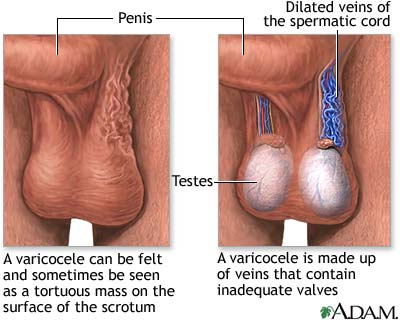 Penis
Dilated veins of
the spermatic cord
Testes
A varicocele can be felt
and sometimes be seen
as a tortuous mass on the
surface of the scrotum
A varicocele is made up
of veins that contain
inadequate valves
ADAM.